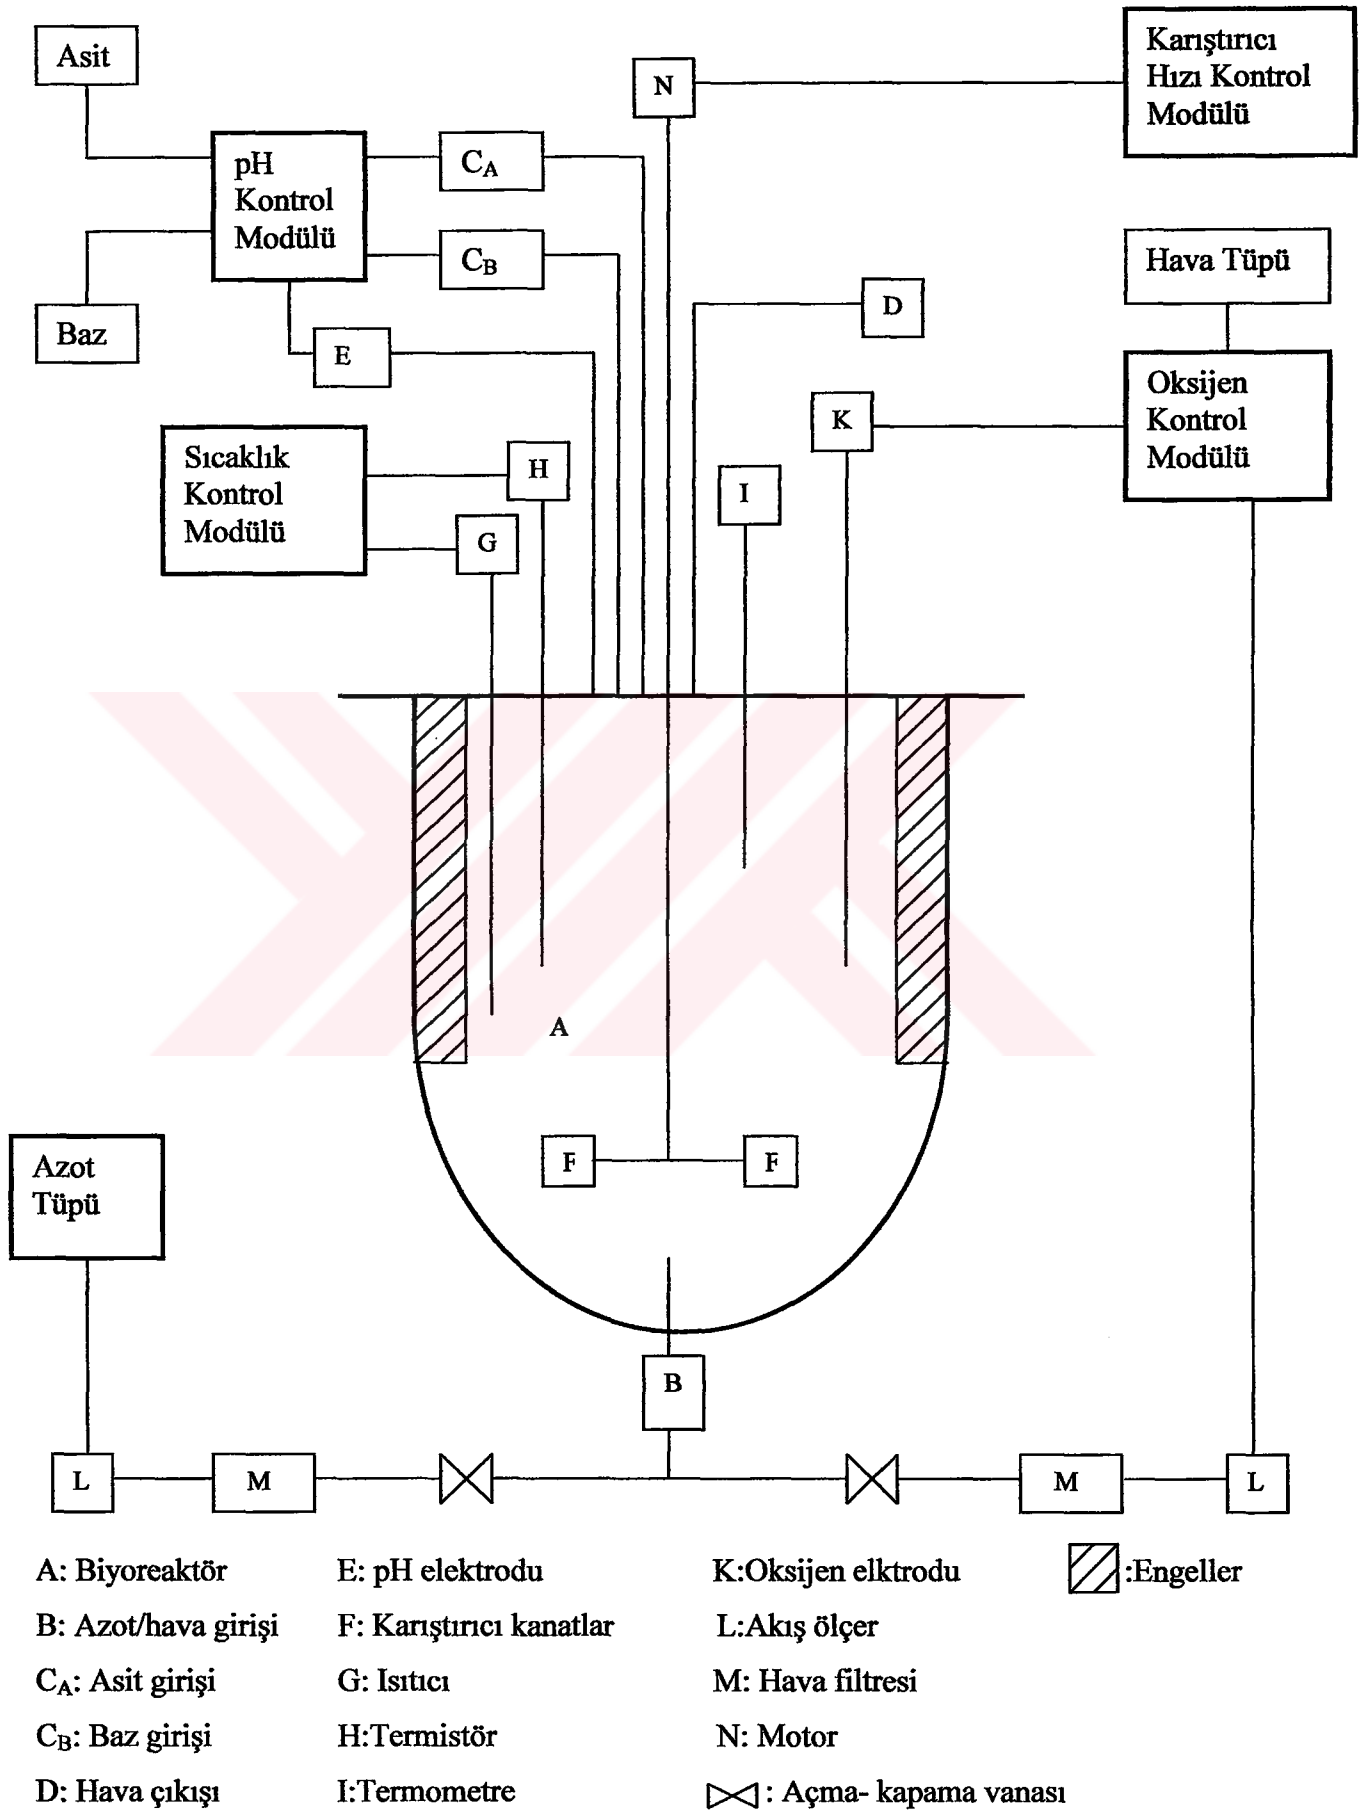 Asit
Karıştırıcı
Hızı Kontrol
Modülü
N
pH
Kontrol
Modülü
CA
CB
Hava Tüpü
D
Baz
E
Oksijen
Kontrol
Modülü
K
Sıcaklık
Kontrol
Modülü
H
I
G
A
F
F
Azot
Tüpü
B
L
M
M
L
A: Biyoreaktör
B: Azot/hava girişi
CA: Asit girişi
CB: Baz girişi
D: Hava çıkışı
E: pH elektrodu
F: Karıştırıcı kanatlar
G: Isıtıcı
H:Termistör
I:Termometre
K:Oksijen elktrodu
L:Akış ölçer
M: Hava filtresi
N: Motor
: Açma- kapama vanası
:Engeller